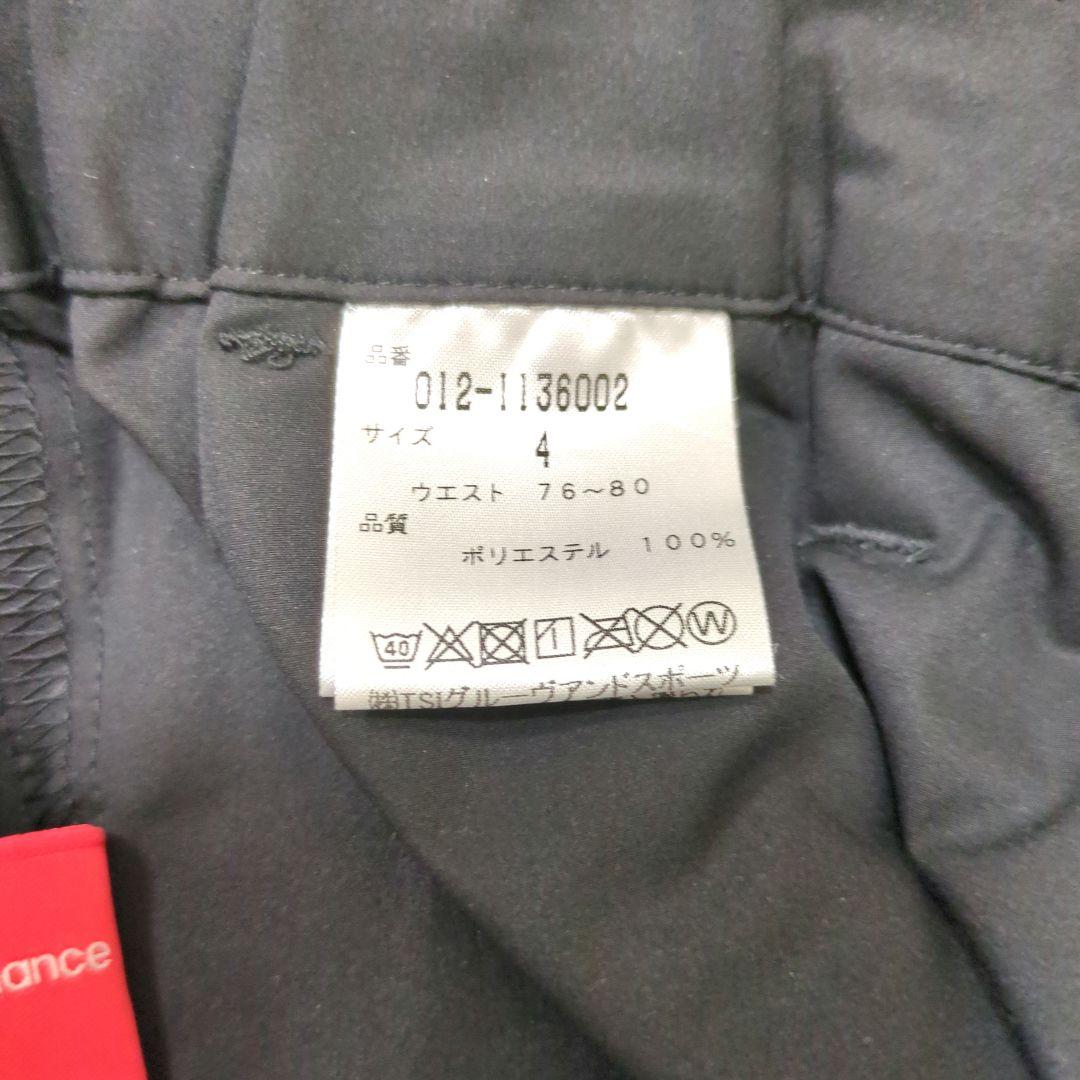 品番
012-1136002
サイズ
4
ウエスト 76～80
品質
ポリエステル 100%
40
W
㈱TSIグルーヴアンドスポーツ
lance